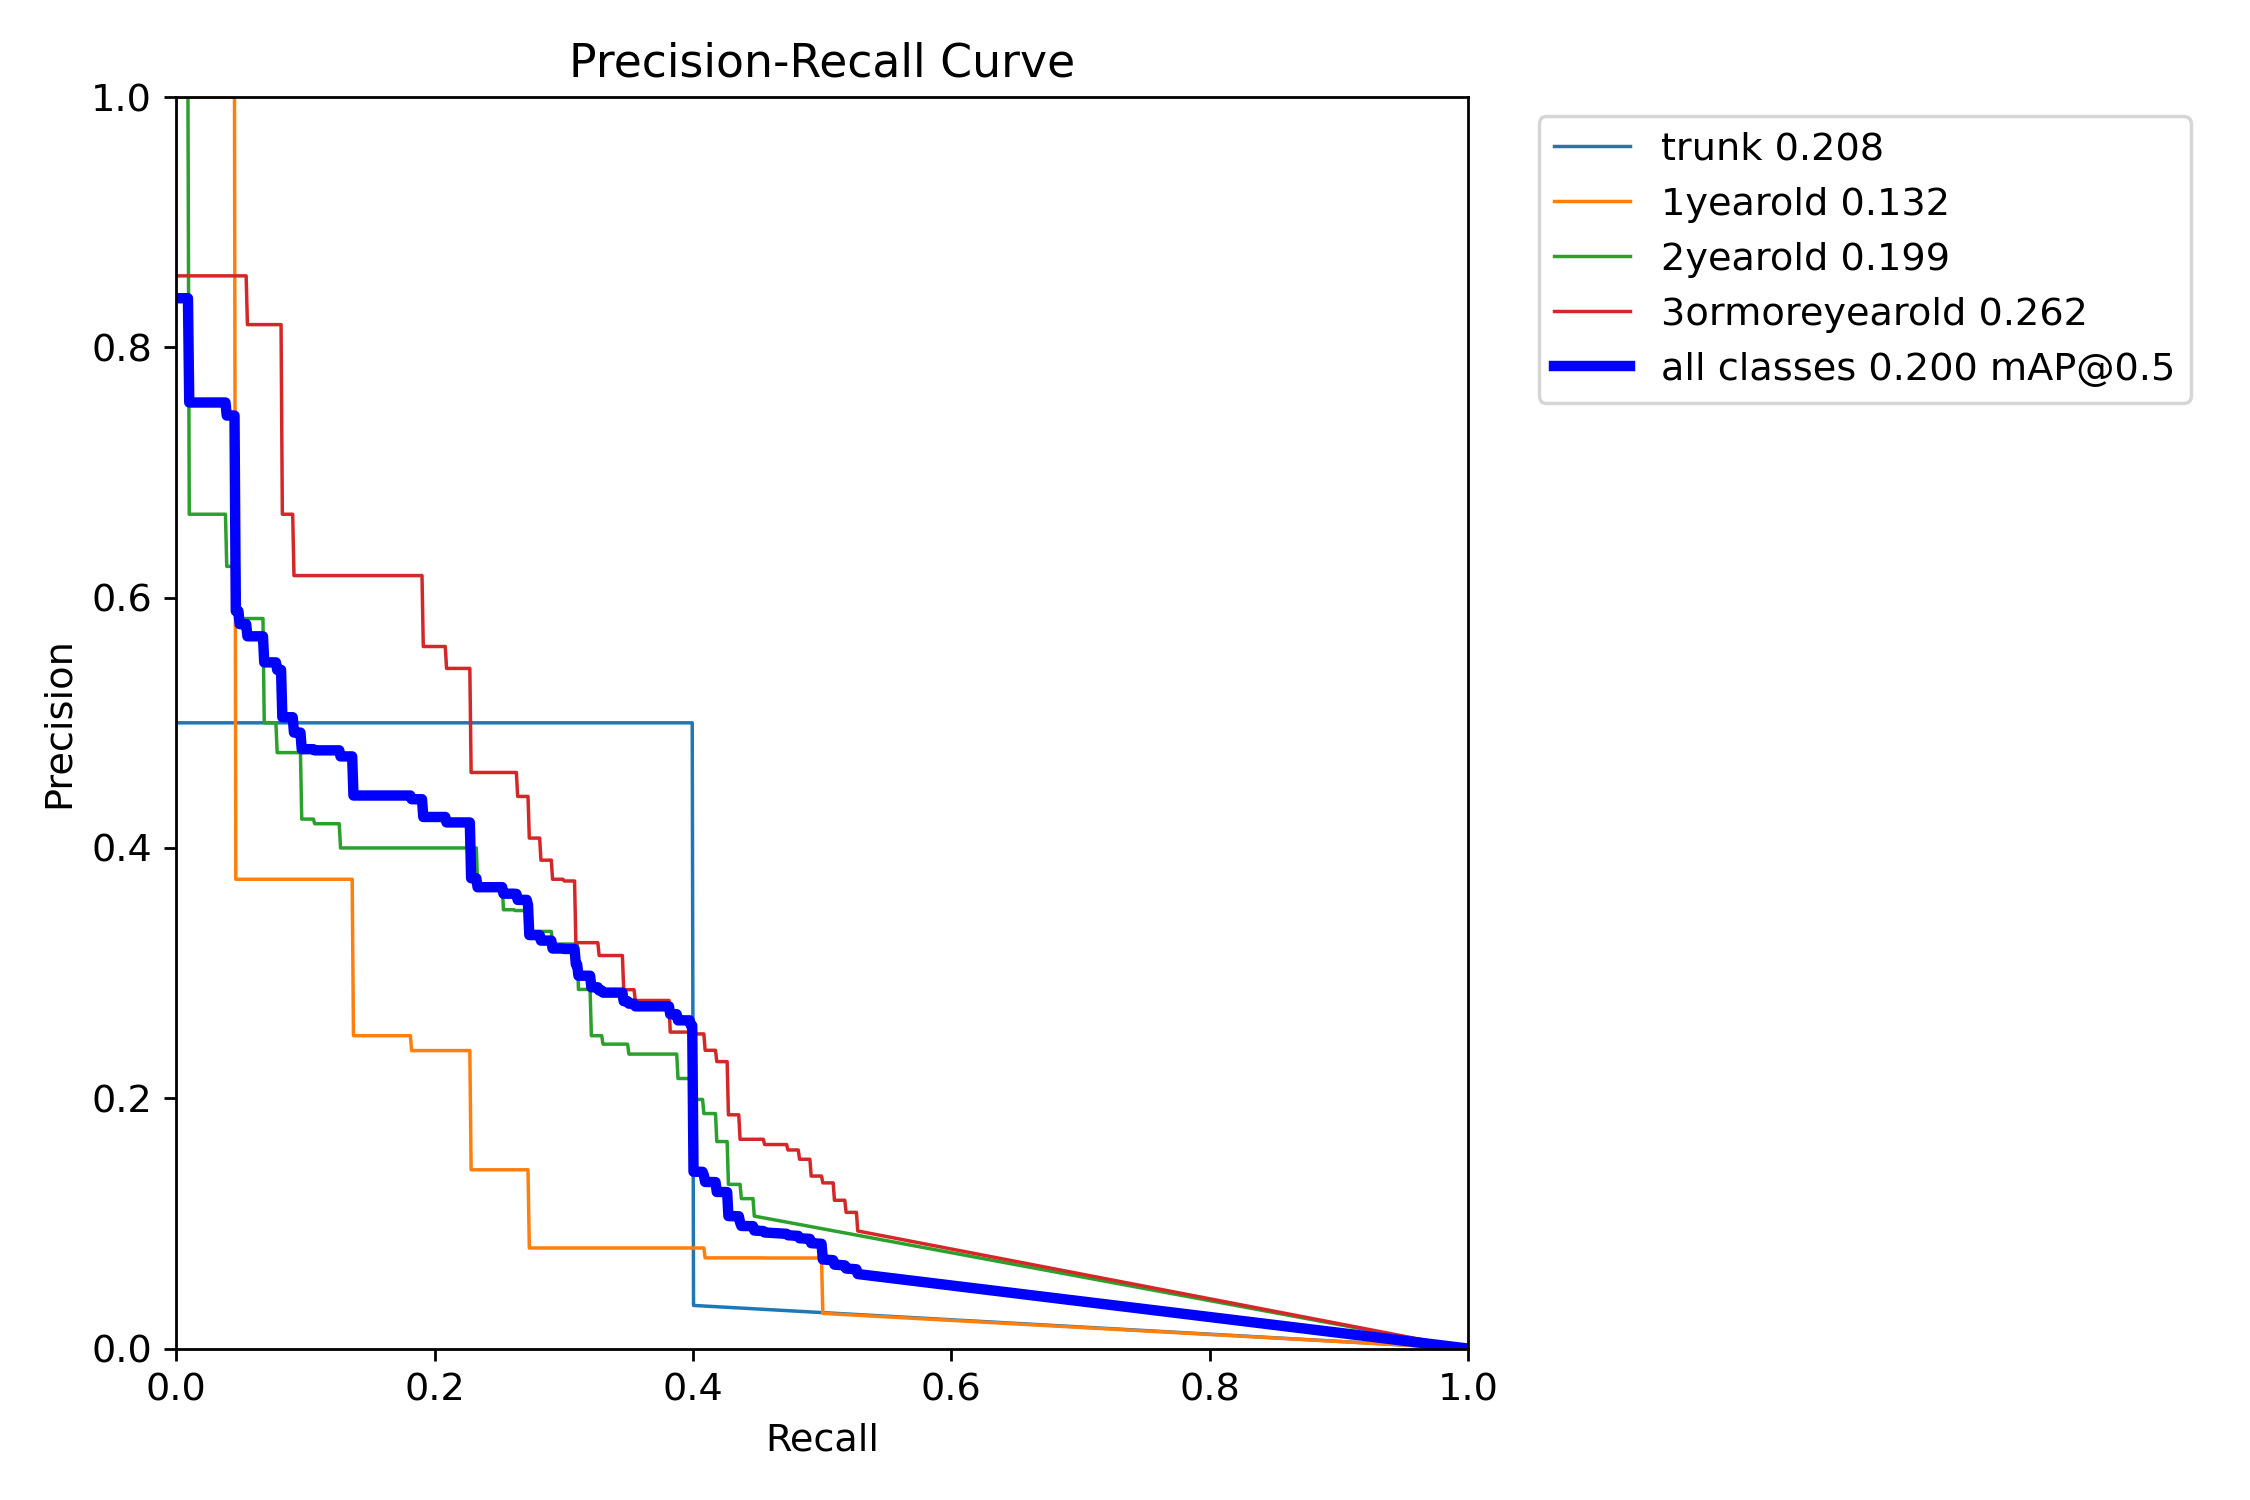 Precision-Recall Curve
1.0
0.8
0.6
0.4
0.2
0.0
Precision
0.0 0.2 0.4 0.6 0.8 1.0
Recall
trunk 0.208
1yearold 0.132
2yearold 0.199
3ormoreyearold 0.262
all classes 0.200 mAP@0.5